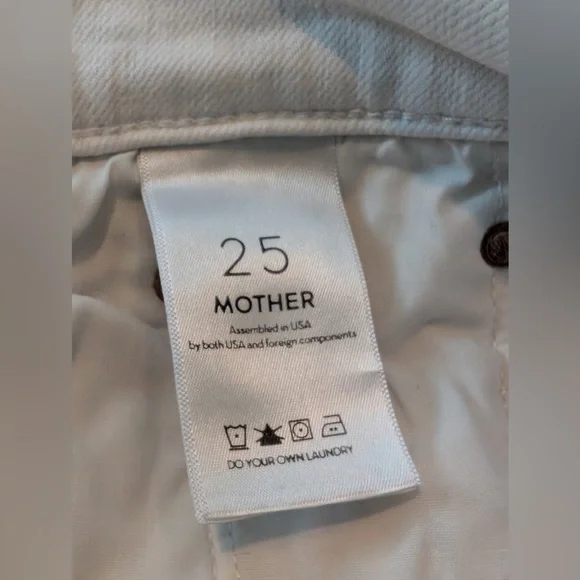 25
MOTHER
Assembled in USA
by both USA and foreign components
DO YOUR OWN LAUNDRY